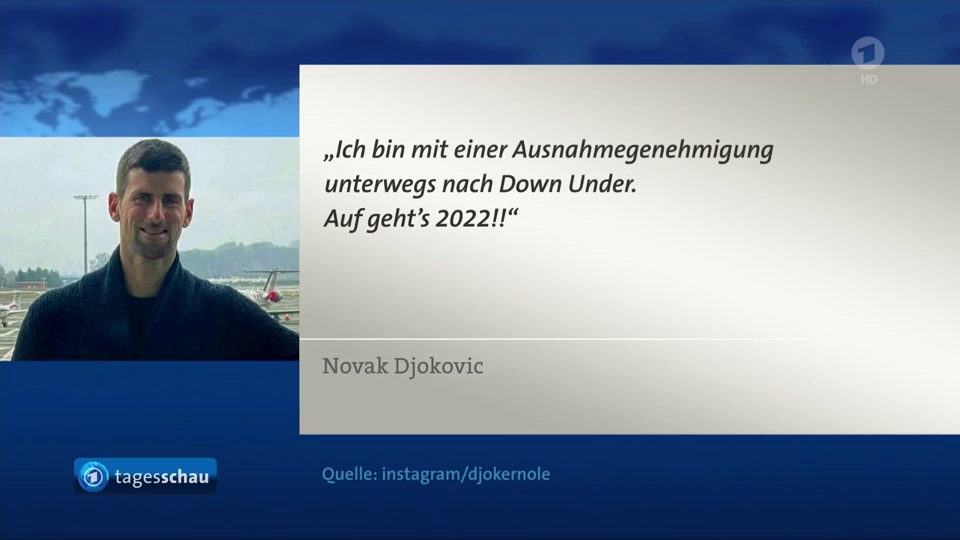 1
HD
„Ich bin mit einer Ausnahmegenehmigung
unterwegs nach Down Under.
Auf geht's 2022!!“
Novak Djokovic
1 tagesschau
Quelle: instagram/djokernole